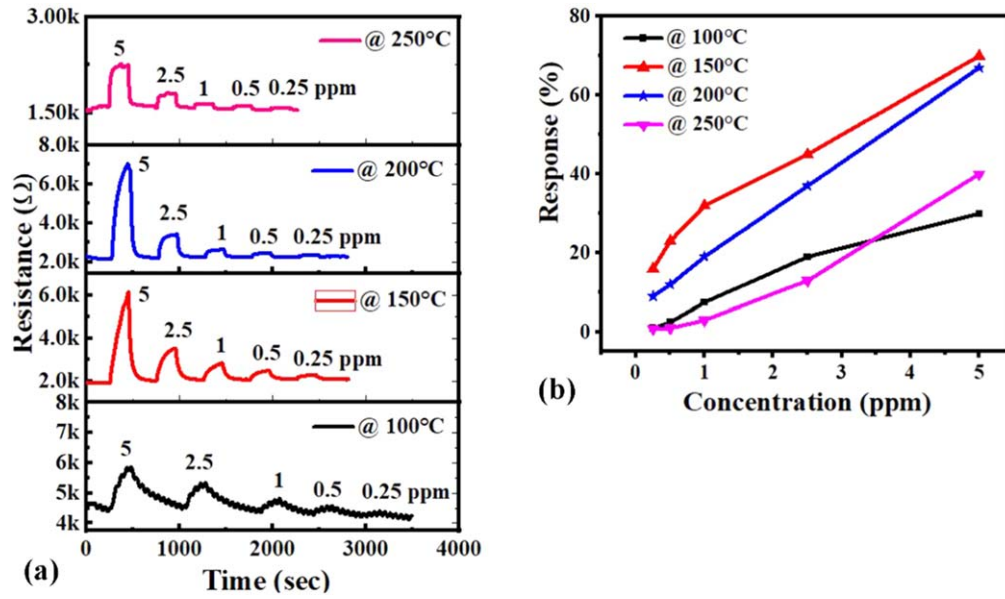 3.00k
@ 250°C
5
2.5
1
0.5
0.25 ppm
1.50k
8.0k
@ 200°C
5
6.0k
4.0k
2.5
1
0.5
0.25 ppm
2.0k
@ 150°C
6.0k
5
4.0k
2.5
1
0.5
0.25 ppm
2.0k
8k
@ 100°C
7k
6k
5
2.5
1
0.5
0.25 ppm
5k
4k
0
1000
2000
3000
4000
Resistance (Ω)
Time (sec)
(a)
80
60
40
20
0
@ 100°C
@ 150°C
@ 200°C
@ 250°C
Response (%)
0
1
2
3
4
5
Concentration (ppm)
(b)